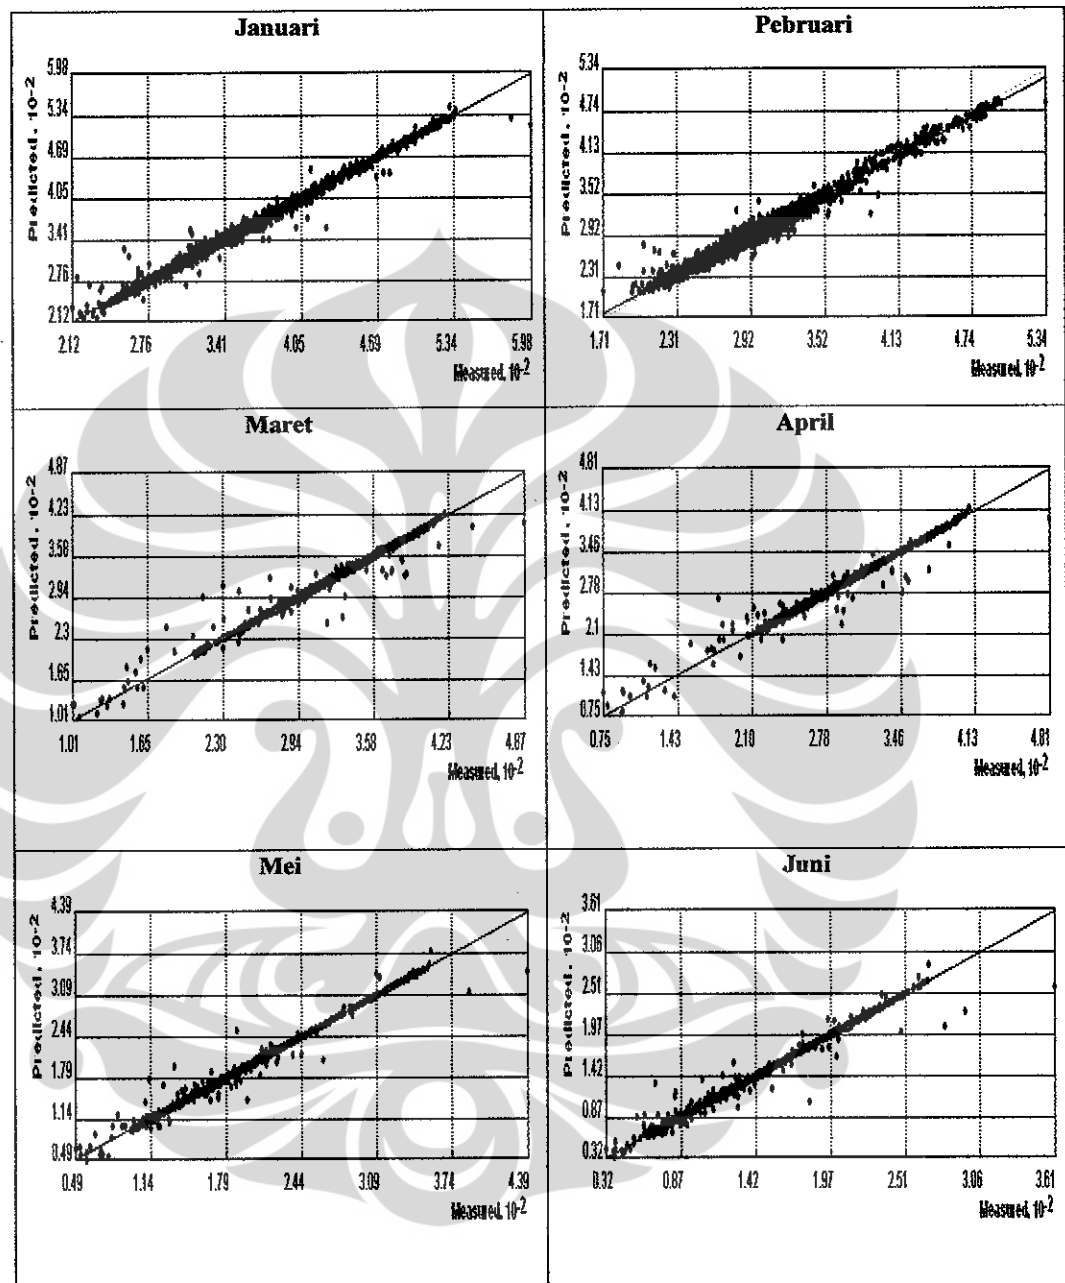 Januari
Predicted, 10-2
5.98
5.34
4.69
4.05
3.41
2.76
2.12
2.12 2.76 3.41 4.05 4.69 5.34 5.98
Measured, 10-2
Pebruari
Predicted, 10-2
5.34
4.74
4.13
3.52
2.92
2.31
1.71
1.71 2.31 2.92 3.52 4.13 4.74 5.34
Measured, 10-2
Maret
Predicted, 10-2
4.87
4.23
3.58
2.94
2.3
1.65
1.01
1.01 1.65 2.30 2.94 3.58 4.23 4.87
Measured, 10-2
April
Predicted, 10-2
4.81
4.13
3.46
2.78
2.1
1.43
0.75
0.75 1.43 2.10 2.78 3.46 4.13 4.81
Measured, 10-2
Mei
Predicted, 10-2
4.39
3.74
3.09
2.44
1.79
1.14
0.49
0.49 1.14 1.79 2.44 3.09 3.74 4.39
Measured, 10-2
Juni
Predicted, 10-2
3.61
3.06
2.51
1.97
1.42
0.87
0.32
0.32 0.87 1.42 1.97 2.51 3.06 3.61
Measured, 10-2